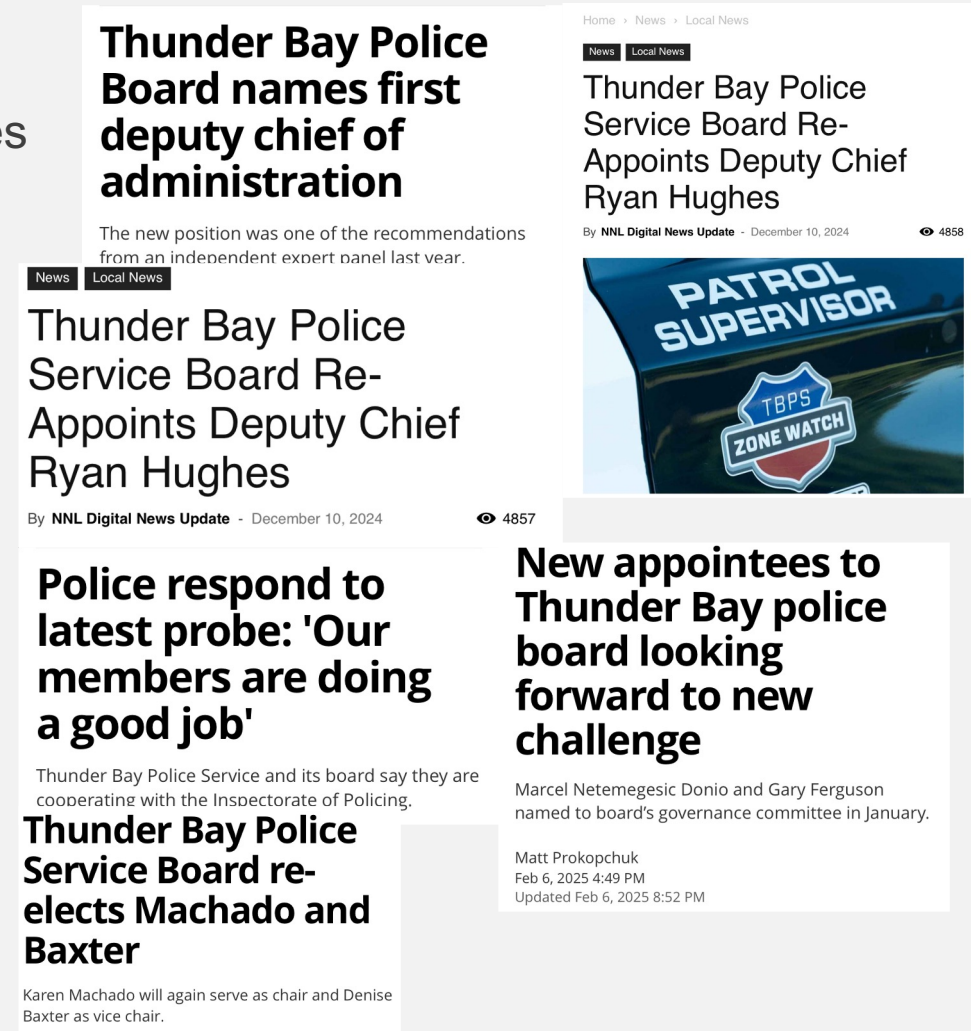 es
Thunder Bay Police
Board names first
deputy chief of
administration
The new position was one of the recommendations
from an independent expert panel last year.
Home › News › Local News
News Local News
Thunder Bay Police
Service Board Re-
Appoints Deputy Chief
Ryan Hughes
By NNL Digital News Update - December 10, 2024 4858
PATROL
SUPERVISOR
TBPS
ZONE WATCH
News Local News
Thunder Bay Police
Service Board Re-
Appoints Deputy Chief
Ryan Hughes
By NNL Digital News Update - December 10, 2024 4857
Police respond to
latest probe: 'Our
members are doing
a good job'
Thunder Bay Police Service and its board say they are
cooperating with the Inspectorate of Policing.
New appointees to
Thunder Bay police
board looking
forward to new
challenge
Marcel Netemegesic Donio and Gary Ferguson
named to board’s governance committee in January.
Matt Prokopchuk
Feb 6, 2025 4:49 PM
Updated Feb 6, 2025 8:52 PM
Thunder Bay Police
Service Board re-
elects Machado and
Baxter
Karen Machado will again serve as chair and Denise
Baxter as vice chair.